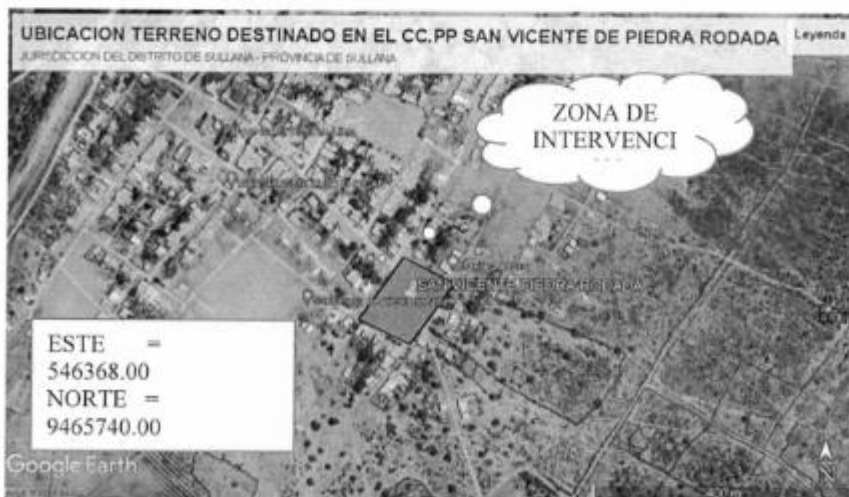 UBICACION TERRENO DESTINADO EN EL CC.PP SAN VICENTE DE PIEDRA RODADA
Leyenda
JURISDICCION DEL DISTRITO DE SULLANA - PROVINCIA DE SULLANA
ZONA DE
INTERVENCI
SAN VICENTE PIEDRA RODADA
ESTE =
546368.00
NORTE =
9465740.00
Google Earth
N